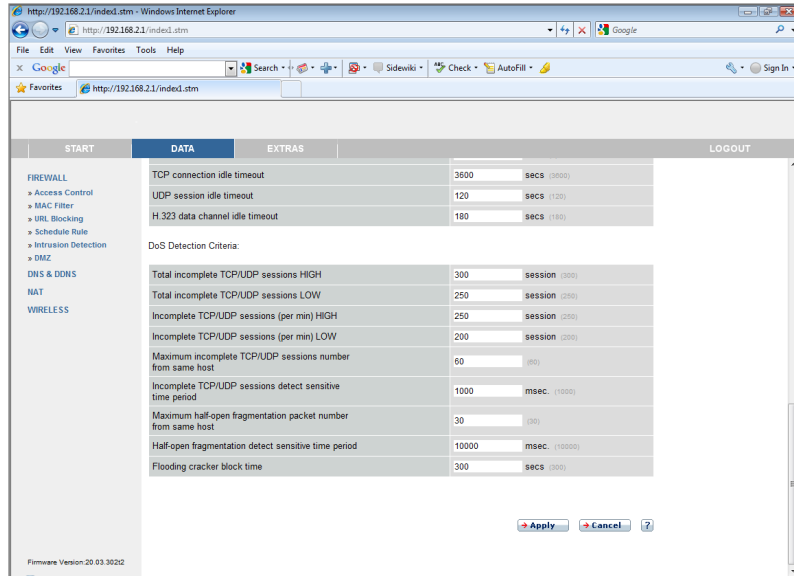 http://192.168.2.1/index1.stm - Windows Internet Explorer
http://192.168.2.1/index1.stm
Google
File Edit View Favorites Tools Help
Google Search Sidewiki Check AutoFill Sign In
Favorites http://192.168.2.1/index1.stm
START DATA EXTRAS LOGOUT
FIREWALL
» Access Control
» MAC Filter
» URL Blocking
» Schedule Rule
» Intrusion Detection
» DMZ
DNS & DDNS
NAT
WIRELESS
TCP connection idle timeout 3600 secs (3600)
UDP session idle timeout 120 secs (120)
H.323 data channel idle timeout 180 secs (180)
DoS Detection Criteria:
Total incomplete TCP/UDP sessions HIGH 300 session (300)
Total incomplete TCP/UDP sessions LOW 250 session (250)
Incomplete TCP/UDP sessions (per min) HIGH 250 session (250)
Incomplete TCP/UDP sessions (per min) LOW 200 session (200)
Maximum incomplete TCP/UDP sessions number
from same host 60 (60)
Incomplete TCP/UDP sessions detect sensitive
time period 1000 msec. (1000)
Maximum half-open fragmentation packet number
from same host 30 (30)
Half-open fragmentation detect sensitive time period 10000 msec. (10000)
Flooding cracker block time 300 secs (300)
Apply Cancel ?
Firmware Version:20.03.302t2